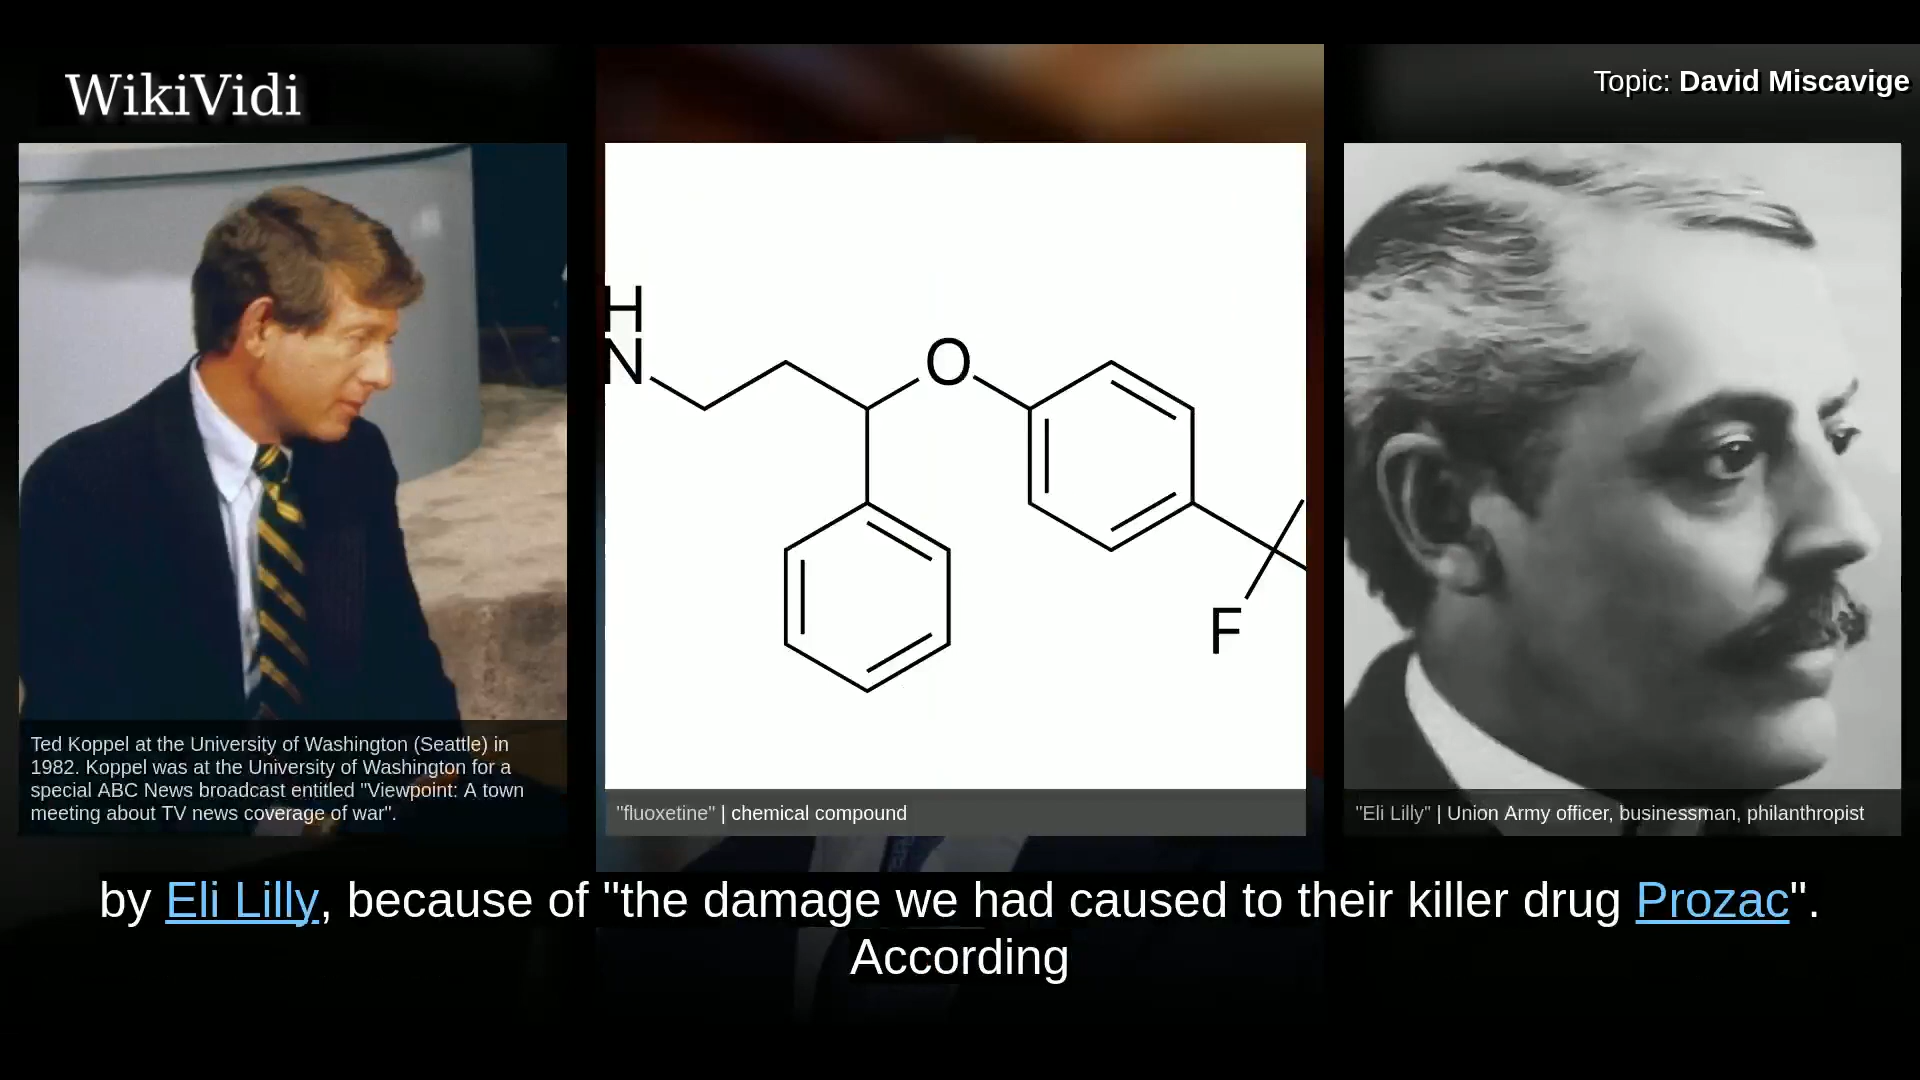 WikiVidi
Topic: David Miscavige
H
N
O
F
Ted Koppel at the University of Washington (Seattle) in
1982. Koppel was at the University of Washington for a
special ABC News broadcast entitled "Viewpoint: A town
meeting about TV news coverage of war".
"fluoxetine" | chemical compound
"Eli Lilly" | Union Army officer, businessman, philanthropist
by Eli Lilly, because of "the damage we had caused to their killer drug Prozac".
According